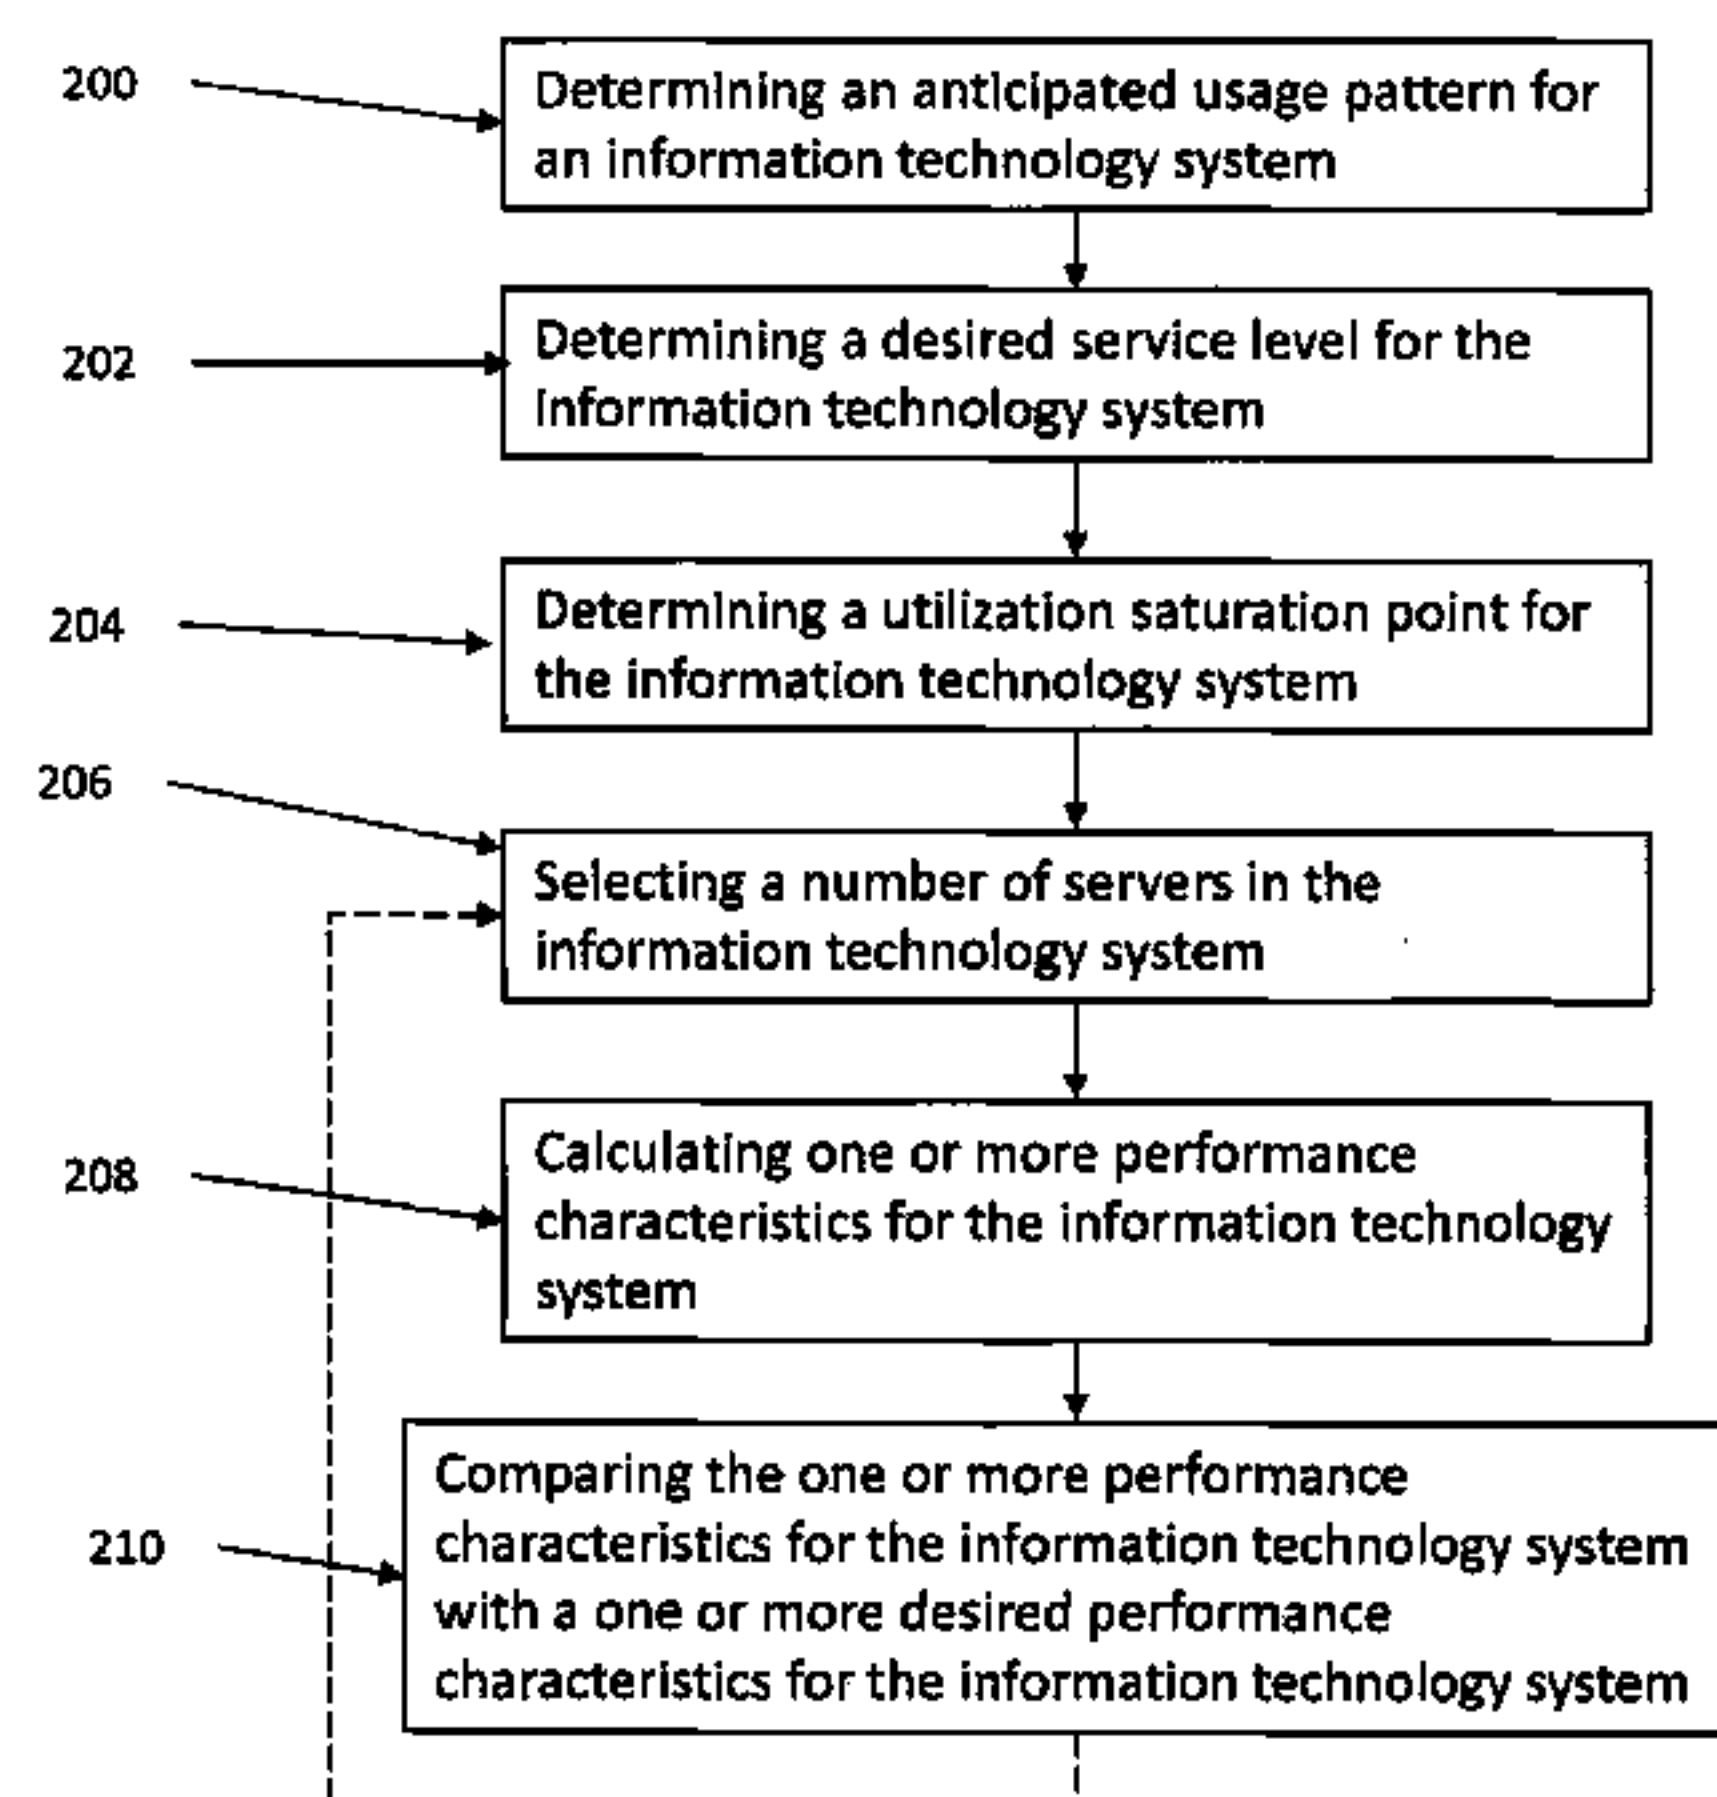 200
Determining an anticipated usage pattern for
an information technology system
202
Determining a desired service level for the
information technology system
204
Determining a utilization saturation point for
the information technology system
206
Selecting a number of servers in the
information technology system
208
Calculating one or more performance
characteristics for the information technology
system
210
Comparing the one or more performance
characteristics for the information technology system
with a one or more desired performance
characteristics for the information technology system